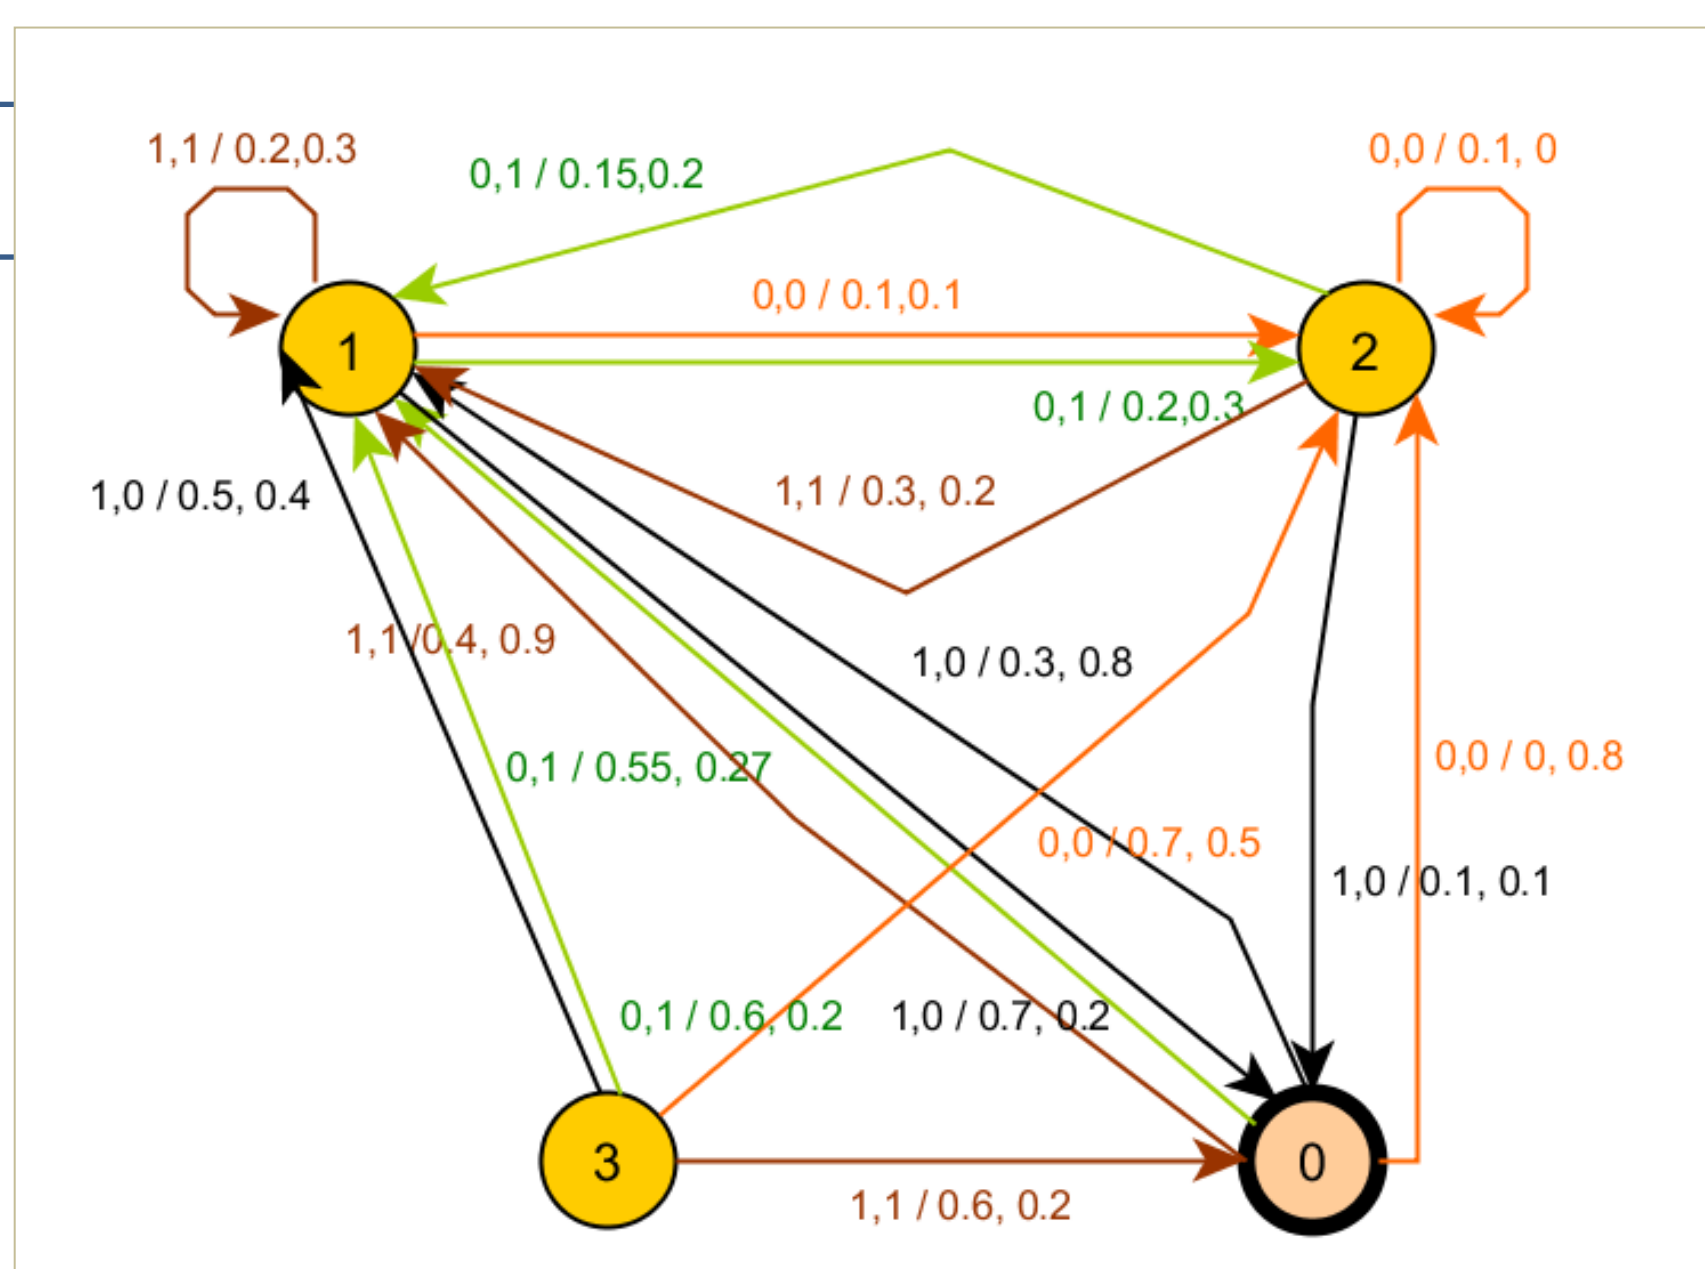 1,1 / 0.2,0.3
0,0 / 0.1, 0
0,1 / 0.15,0.2
0,0 / 0.1,0.1
1
2
0,1 / 0.2,0.3
1,0 / 0.5, 0.4
1,1 / 0.3, 0.2
1,1 /0.4, 0.9
1,0 / 0.3, 0.8
0,1 / 0.55, 0.27
0,0 / 0, 0.8
0,0 / 0.7, 0.5
1,0 / 0.1, 0.1
0,1 / 0.6, 0.2
1,0 / 0.7, 0.2
3
0
1,1 / 0.6, 0.2